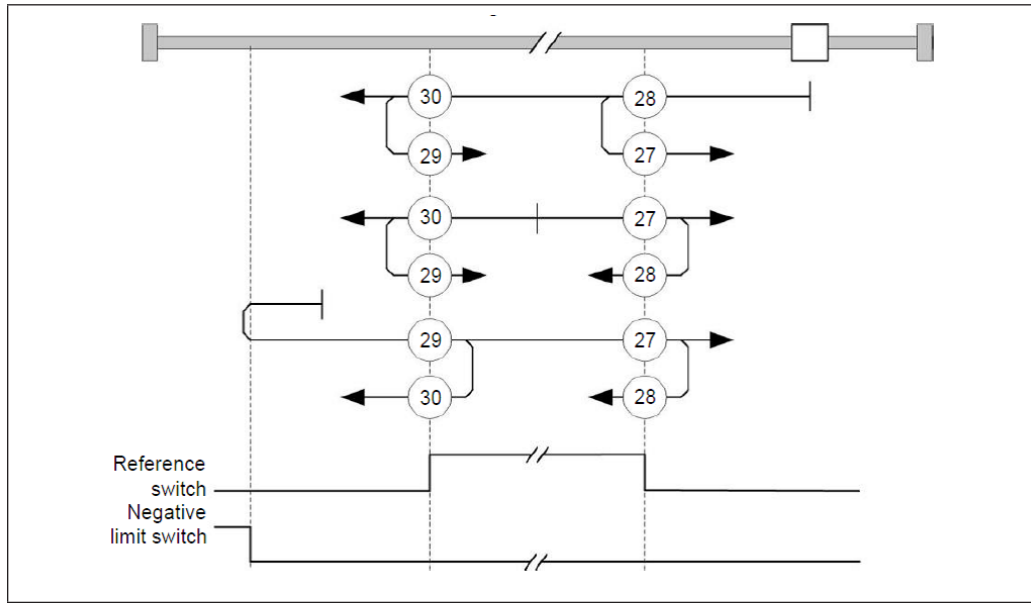 30 28
29 27
30 27
29 28
29 27
30 28
Reference
switch
Negative
limit switch